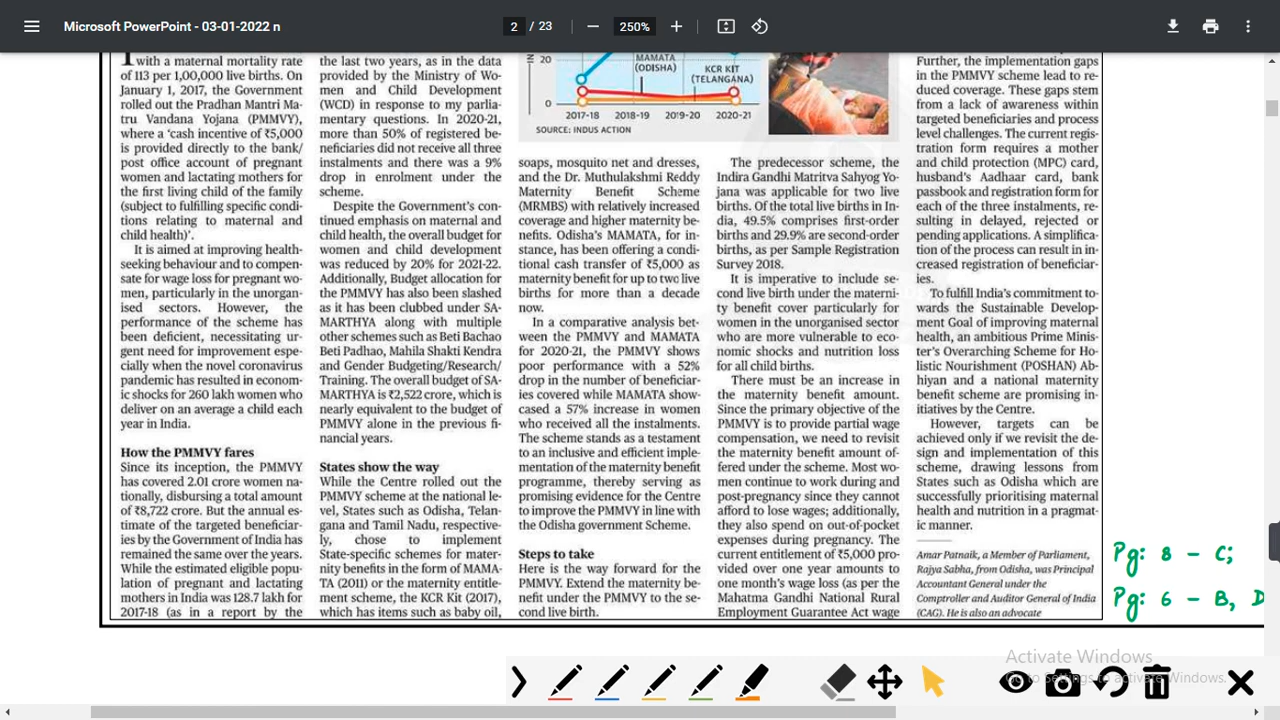 Microsoft PowerPoint - 03-01-2022 n
2 / 23
250%
with a maternal mortality rate
of 113 per 1,00,000 live births. On
January 1, 2017, the Government
rolled out the Pradhan Mantri Ma-
tru Vandana Yojana (PMMVY),
where a ‘cash incentive of ₹5,000
is provided directly to the bank/
post office account of pregnant
women and lactating mothers for
the first living child of the family
(subject to fulfilling specific condi-
tions relating to maternal and
child health)’.
It is aimed at improving health-
seeking behaviour and to compen-
sate for wage loss for pregnant wo-
men, particularly in the unorgan-
ised sectors. However, the
performance of the scheme has
been deficient, necessitating ur-
gent need for improvement espe-
cially when the novel coronavirus
pandemic has resulted in econom-
ic shocks for 260 lakh women who
deliver on an average a child each
year in India.
How the PMMVY fares
Since its inception, the PMMVY
has covered 2.01 crore women na-
tionally, disbursing a total amount
of ₹8,722 crore. But the annual es-
timate of the targeted beneficiar-
ies by the Government of India has
remained the same over the years.
While the estimated eligible popu-
lation of pregnant and lactating
mothers in India was 128.7 lakh for
2017-18 (as in a report by the
the last two years, as in the data
provided by the Ministry of Wo-
men and Child Development
(WCD) in response to my parlia-
mentary questions. In 2020-21,
more than 50% of registered be-
neficiaries did not receive all three
instalments and there was a 9%
drop in enrolment under the
scheme.
Despite the Government’s con-
tinued emphasis on maternal and
child health, the overall budget for
women and child development
was reduced by 20% for 2021-22.
Additionally, Budget allocation for
the PMMVY has also been slashed
as it has been clubbed under SA-
MARTHYA along with multiple
other schemes such as Beti Bachao
Beti Padhao, Mahila Shakti Kendra
and Gender Budgeting/Research/
Training. The overall budget of SA-
MARTHYA is ₹2,522 crore, which is
nearly equivalent to the budget of
PMMVY alone in the previous fi-
nancial years.
States show the way
While the Centre rolled out the
PMMVY scheme at the national le-
vel, States such as Odisha, Telan-
gana and Tamil Nadu, respective-
ly, chose to implement
State-specific schemes for mater-
nity benefits in the form of MAMA-
TA (2011) or the maternity entitle-
ment scheme, the KCR Kit (2017),
which has items such as baby oil,
20
0
MAMATA
(ODISHA)
KCR KIT
(TELANGANA)
2017-18 2018-19 2019-20 2020-21
SOURCE: INDUS ACTION
soaps, mosquito net and dresses,
and the Dr. Muthulakshmi Reddy
Maternity Benefit Scheme
(MRMBS) with relatively increased
coverage and higher maternity be-
nefits. Odisha’s MAMATA, for in-
stance, has been offering a condi-
tional cash transfer of ₹5,000 as
maternity benefit for up to two live
births for more than a decade
now.
In a comparative analysis bet-
ween the PMMVY and MAMATA
for 2020-21, the PMMVY shows
poor performance with a 52%
drop in the number of beneficiar-
ies covered while MAMATA show-
cased a 57% increase in women
who received all the instalments.
The scheme stands as a testament
to an inclusive and efficient imple-
mentation of the maternity benefit
programme, thereby serving as
promising evidence for the Centre
to improve the PMMVY in line with
the Odisha government Scheme.
Steps to take
Here is the way forward for the
PMMVY. Extend the maternity be-
nefit under the PMMVY to the se-
cond live birth.
The predecessor scheme, the
Indira Gandhi Matritva Sahyog Yo-
jana was applicable for two live
births. Of the total live births in In-
dia, 49.5% comprises first-order
births and 29.9% are second-order
births, as per Sample Registration
Survey 2018.
It is imperative to include se-
cond live birth under the materni-
ty benefit cover particularly for
women in the unorganised sector
who are more vulnerable to eco-
nomic shocks and nutrition loss
for all child births.
There must be an increase in
the maternity benefit amount.
Since the primary objective of the
PMMVY is to provide partial wage
compensation, we need to revisit
the maternity benefit amount of-
fered under the scheme. Most wo-
men continue to work during and
post-pregnancy since they cannot
afford to lose wages; additionally,
they also spend on out-of-pocket
expenses during pregnancy. The
current entitlement of ₹5,000 pro-
vided over one year amounts to
one month’s wage loss (as per the
Mahatma Gandhi National Rural
Employment Guarantee Act wage
Further, the implementation gaps
in the PMMVY scheme lead to re-
duced coverage. These gaps stem
from a lack of awareness within
targeted beneficiaries and process
level challenges. The current regis-
tration form requires a mother
and child protection (MPC) card,
husband’s Aadhaar card, bank
passbook and registration form for
each of the three instalments, re-
sulting in delayed, rejected or
pending applications. A simplifica-
tion of the process can result in in-
creased registration of beneficiar-
ies.
To fulfill India’s commitment to-
wards the Sustainable Develop-
ment Goal of improving maternal
health, an ambitious Prime Minis-
ter’s Overarching Scheme for Ho-
listic Nourishment (POSHAN) Ab-
hiyan and a national maternity
benefit scheme are promising in-
itiatives by the Centre.
However, targets can be
achieved only if we revisit the de-
sign and implementation of this
scheme, drawing lessons from
States such as Odisha which are
successfully prioritising maternal
health and nutrition in a pragmat-
ic manner.
Amar Patnaik, a Member of Parliament,
Rajya Sabha, from Odisha, was Principal
Accountant General under the
Comptroller and Auditor General of India
(CAG). He is also an advocate
Pg: 8 - C;
Pg: 6 - B, D
Activate Windows
Go to Settings to activate Windows.